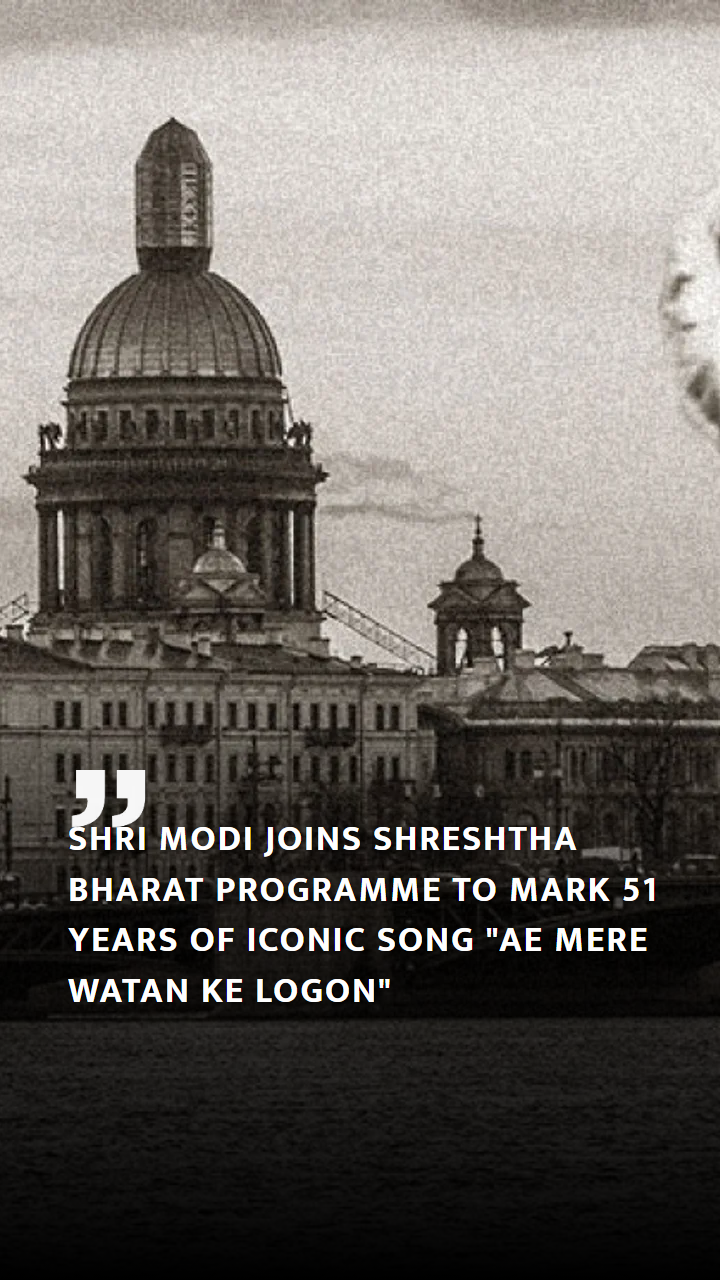 SHRI MODI JOINS SHRESHTHA
BHARAT PROGRAMME TO MARK 51
YEARS OF ICONIC SONG "AE MERE
WATAN KE LOGON"